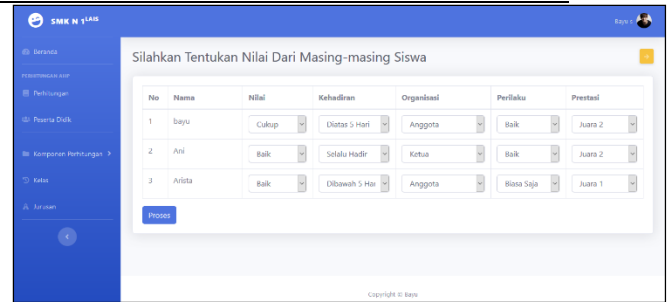 SMK N 1 LAIS
Bayu s
Beranda
Silahkan Tentukan Nilai Dari Masing-masing Siswa
PERHITUNGAN AHP
Perhitungan
Peserta Didik
Komponen Perhitungan >
Kelas
Jurusan
No Nama Nilai Kehadiran Organisasi Perilaku Prestasi
1 bayu Cukup Diatas 5 Hari Anggota Baik Juara 2
2 Ani Baik Selalu Hadir Ketua Baik Juara 2
3 Arista Baik Dibawah 5 Har Anggota Biasa Saja Juara 1
Proses
Copyright © Bayu